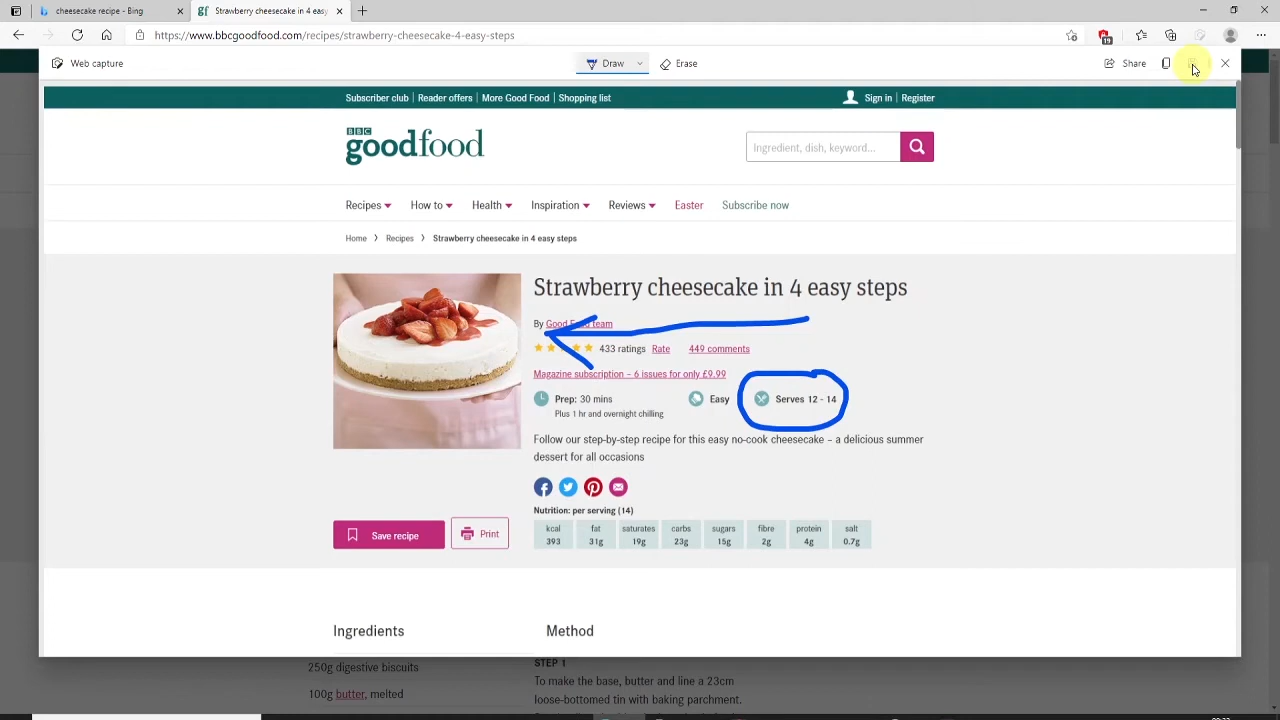 cheesecake recipe - Bing
Strawberry cheesecake in 4 easy
https://www.bbcgoodfood.com/recipes/strawberry-cheesecake-4-easy-steps
19
Web capture
Draw
Erase
Share
Subscriber club | Reader offers | More Good Food | Shopping list
Sign in | Register
BBC
goodfood
Ingredient, dish, keyword...
Recipes
How to
Health
Inspiration
Reviews
Easter
Subscribe now
Home > Recipes > Strawberry cheesecake in 4 easy steps
Strawberry cheesecake in 4 easy steps
By Good Food team
433 ratings Rate 449 comments
Magazine subscription – 6 issues for only £9.99
Prep: 30 mins
Plus 1 hr and overnight chilling
Easy
Serves 12 - 14
Follow our step-by-step recipe for this easy no-cook cheesecake – a delicious summer
dessert for all occasions
Nutrition: per serving (14)
kcal fat saturates carbs sugars fibre protein salt
393 31g 19g 23g 15g 2g 4g 0.7g
Save recipe
Print
Ingredients
250g digestive biscuits
100g butter, melted
Method
STEP 1
To make the base, butter and line a 23cm
loose-bottomed tin with baking parchment.